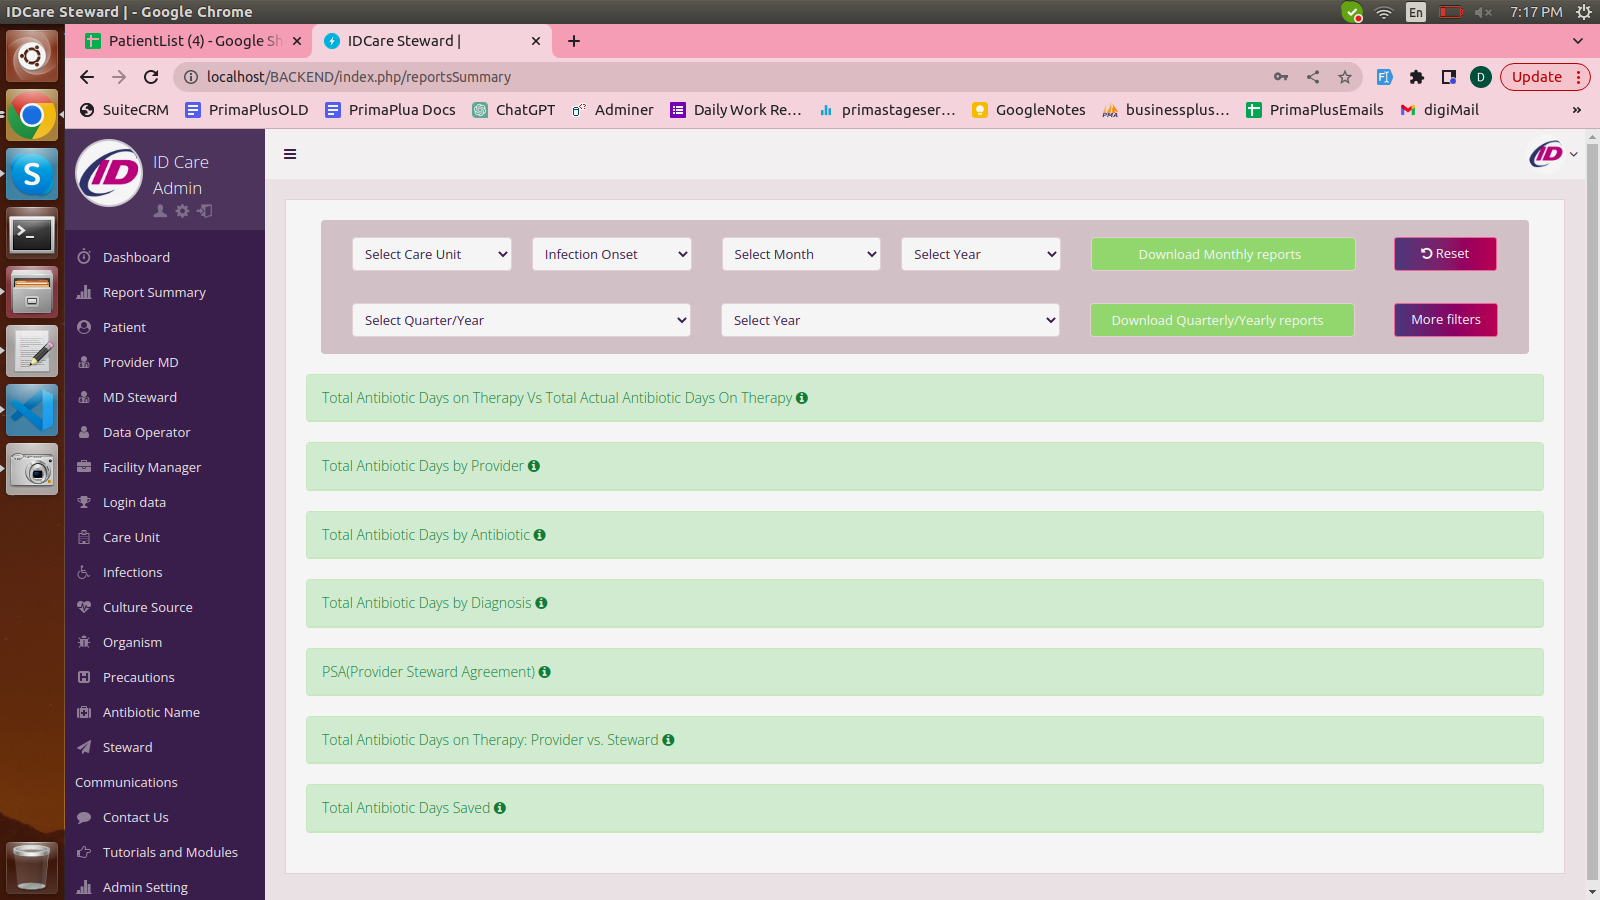 IDCare Steward | - Google Chrome
En
7:17 PM
PatientList (4) - Google Sh
IDCare Steward |
localhost/BACKEND/index.php/reportsSummary
D
Update
SuiteCRM
PrimaPlusOLD
PrimaPlua Docs
ChatGPT
Adminer
Daily Work Re...
primastageser...
GoogleNotes
businessplus...
PrimaPlusEmails
digiMail
»
ID
ID Care
Admin
ID
Dashboard
Report Summary
Patient
Provider MD
MD Steward
Data Operator
Facility Manager
Login data
Care Unit
Infections
Culture Source
Organism
Precautions
Antibiotic Name
Steward
Communications
Contact Us
Tutorials and Modules
Admin Setting
Select Care Unit
Infection Onset
Select Month
Select Year
Download Monthly reports
Reset
Select Quarter/Year
Select Year
Download Quarterly/Yearly reports
More filters
Total Antibiotic Days on Therapy Vs Total Actual Antibiotic Days On Therapy
Total Antibiotic Days by Provider
Total Antibiotic Days by Antibiotic
Total Antibiotic Days by Diagnosis
PSA(Provider Steward Agreement)
Total Antibiotic Days on Therapy: Provider vs. Steward
Total Antibiotic Days Saved